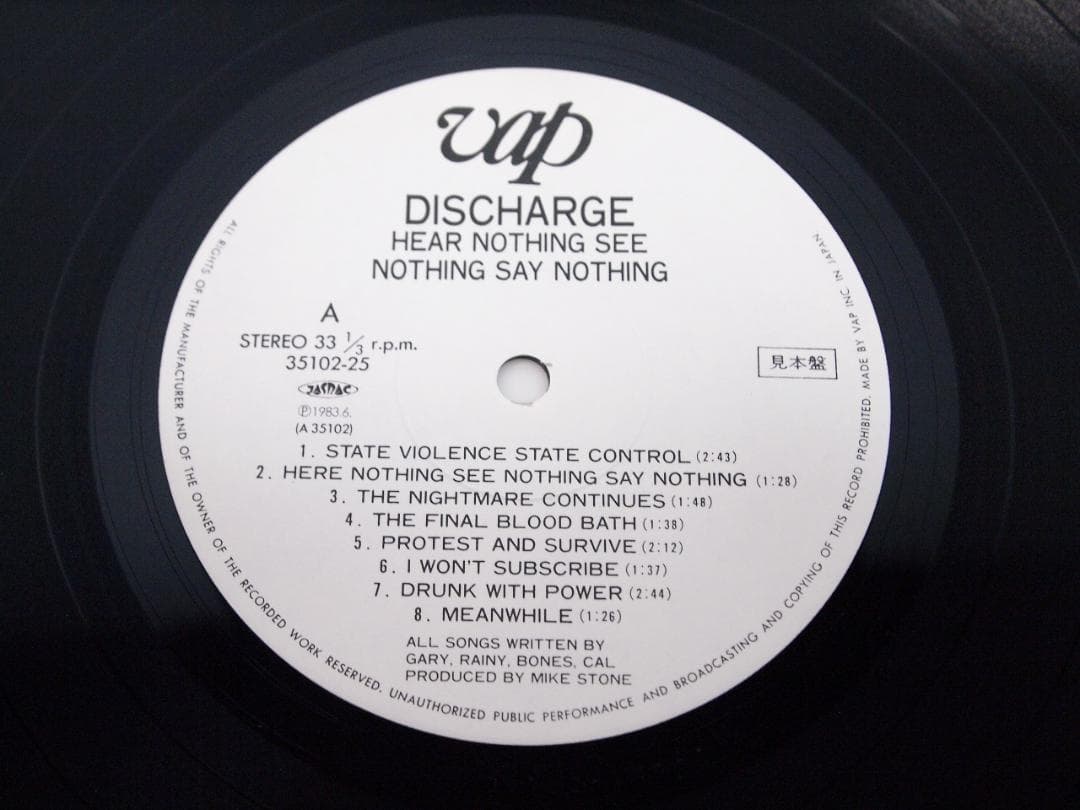 vap
DISCHARGE
HEAR NOTHING SEE
NOTHING SAY NOTHING
A
STEREO 33 1/3 r.p.m.
35102-25
JASRAC
Ⓟ1983.6.
(A 35102)
見本盤
1. STATE VIOLENCE STATE CONTROL (2:43)
2. HERE NOTHING SEE NOTHING SAY NOTHING (1:28)
3. THE NIGHTMARE CONTINUES (1:48)
4. THE FINAL BLOOD BATH (1:38)
5. PROTEST AND SURVIVE (2:12)
6. I WON'T SUBSCRIBE (1:37)
7. DRUNK WITH POWER (2:44)
8. MEANWHILE (1:26)
ALL SONGS WRITTEN BY
GARY, RAINY, BONES, CAL
PRODUCED BY MIKE STONE
ALL RIGHTS OF THE MANUFACTURER AND OF THE OWNER OF THE RECORDED WORK RESERVED. UNAUTHORIZED PUBLIC PERFORMANCE AND BROADCASTING AND COPYING OF THIS RECORD PROHIBITED. MADE BY VAP INC IN JAPAN